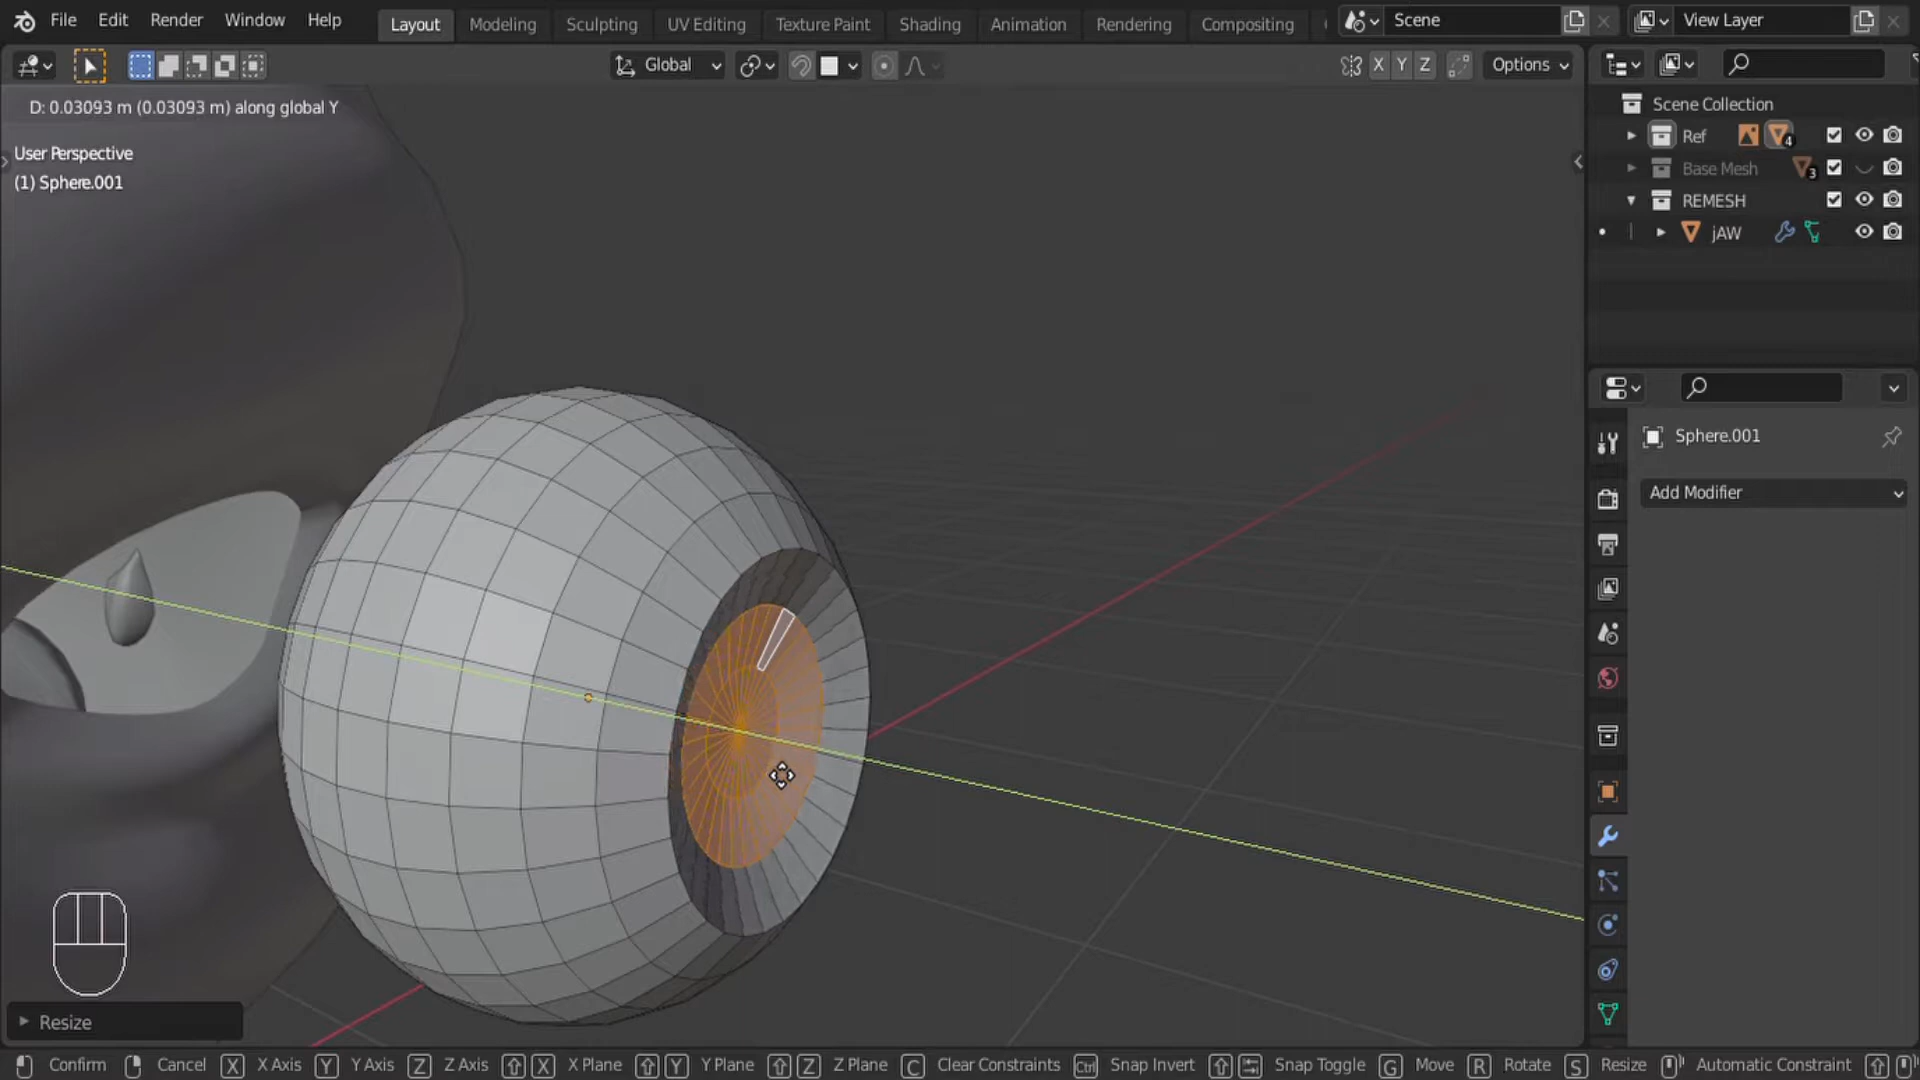 File Edit Render Window Help Layout Modeling Sculpting UV Editing Texture Paint Shading Animation Rendering Compositing Scene View Layer
Global X Y Z Options
D: 0.03093 m (0.03093 m) along global Y
User Perspective
(1) Sphere.001
Scene Collection
Ref 4
Base Mesh 3
REMESH
jAW
Sphere.001
Add Modifier
Resize
Confirm Cancel X X Axis Y Y Axis Z Z Axis X X Plane Y Y Plane Z Z Plane C Clear Constraints Ctrl Snap Invert Snap Toggle G Move R Rotate S Resize Automatic Constraint